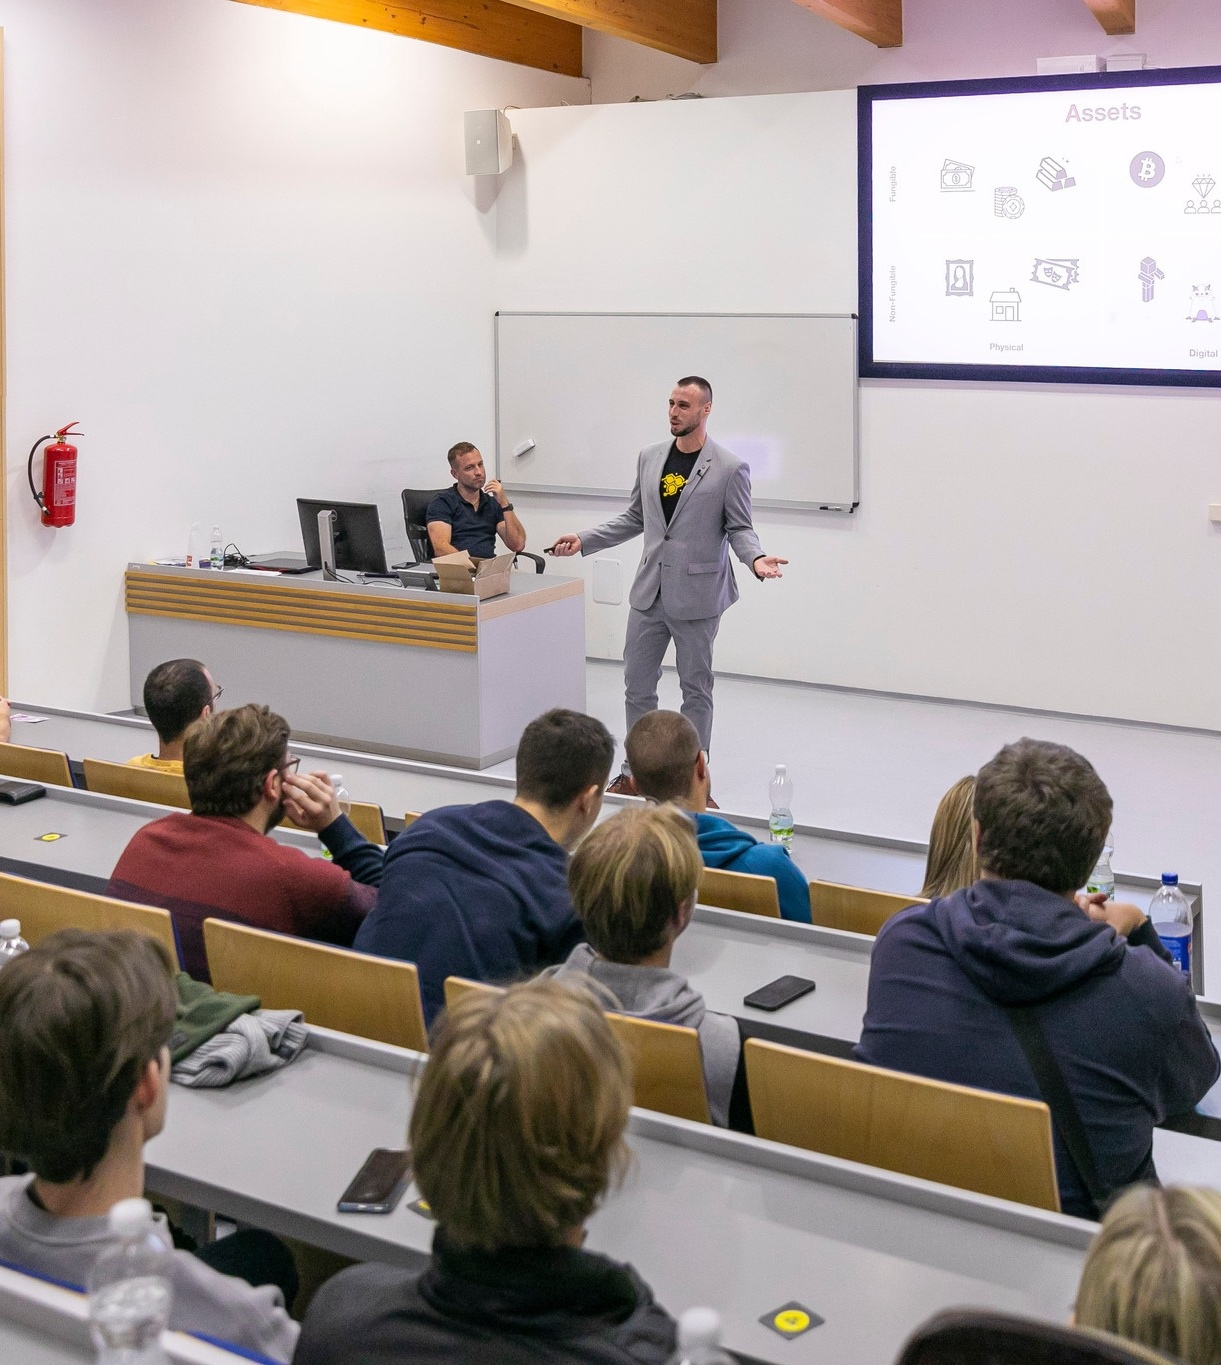 Assets
Fungible
Non-Fungible
Physical
Digital